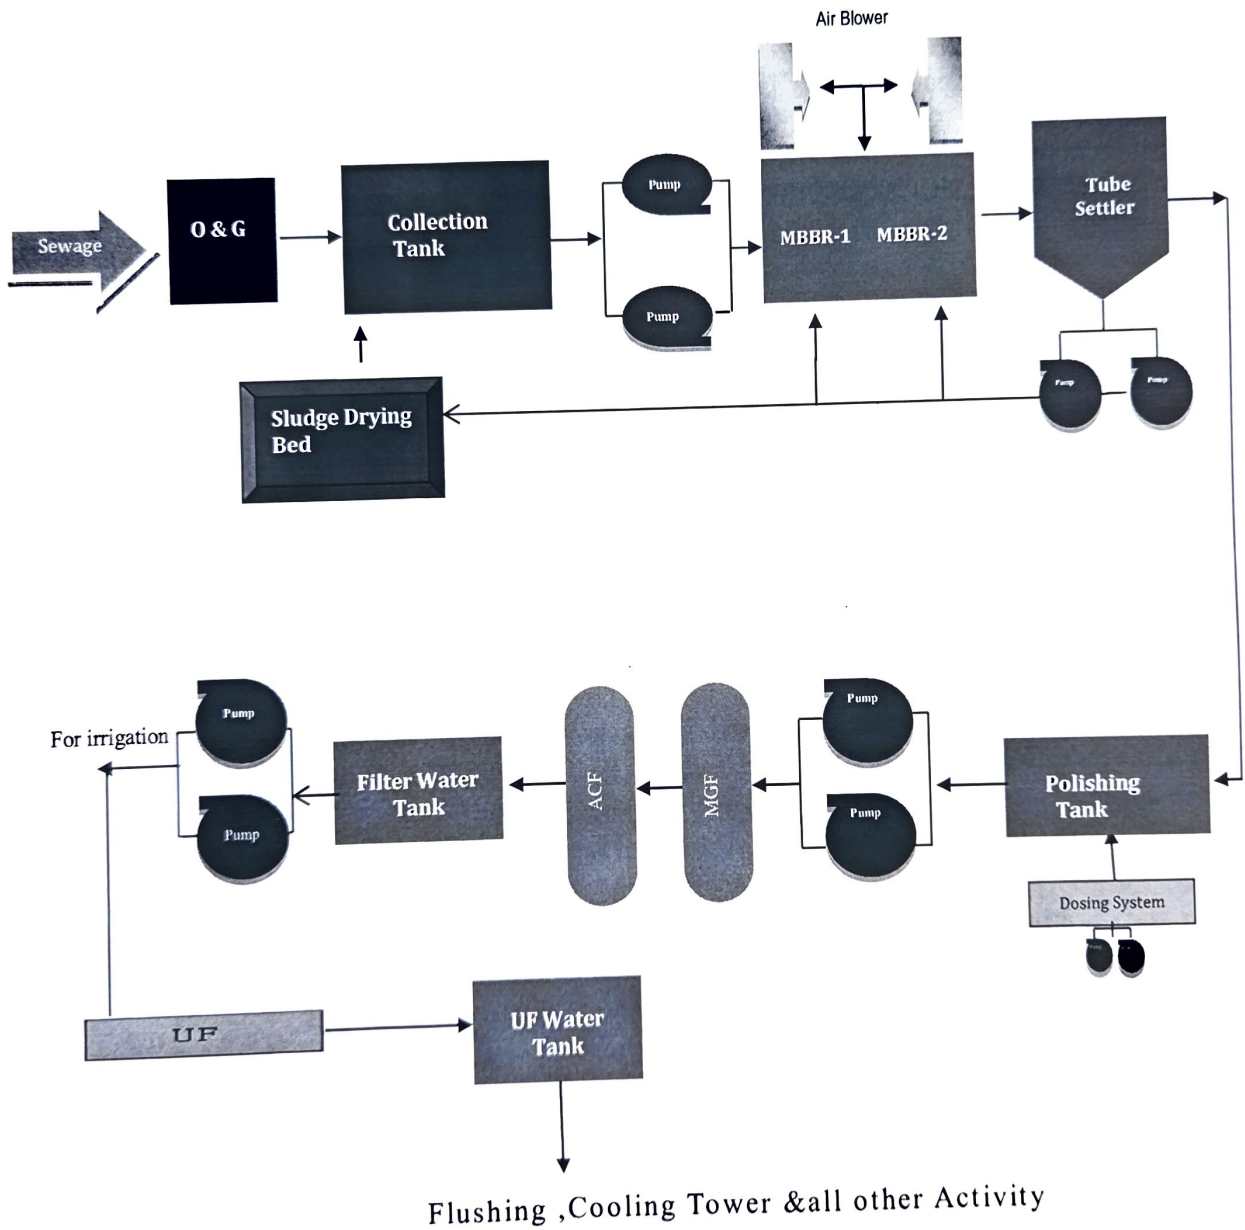 Air Blower
Sewage
O & G
Collection
Tank
Pump
Pump
MBBR-1 MBBR-2
Tube
Settler
Pump
Pump
Sludge Drying
Bed
For irrigation
Pump
Pump
Filter Water
Tank
ACF
MGF
Pump
Pump
Polishing
Tank
Dosing System
Pump
UF
UF Water
Tank
Flushing ,Cooling Tower &all other Activity